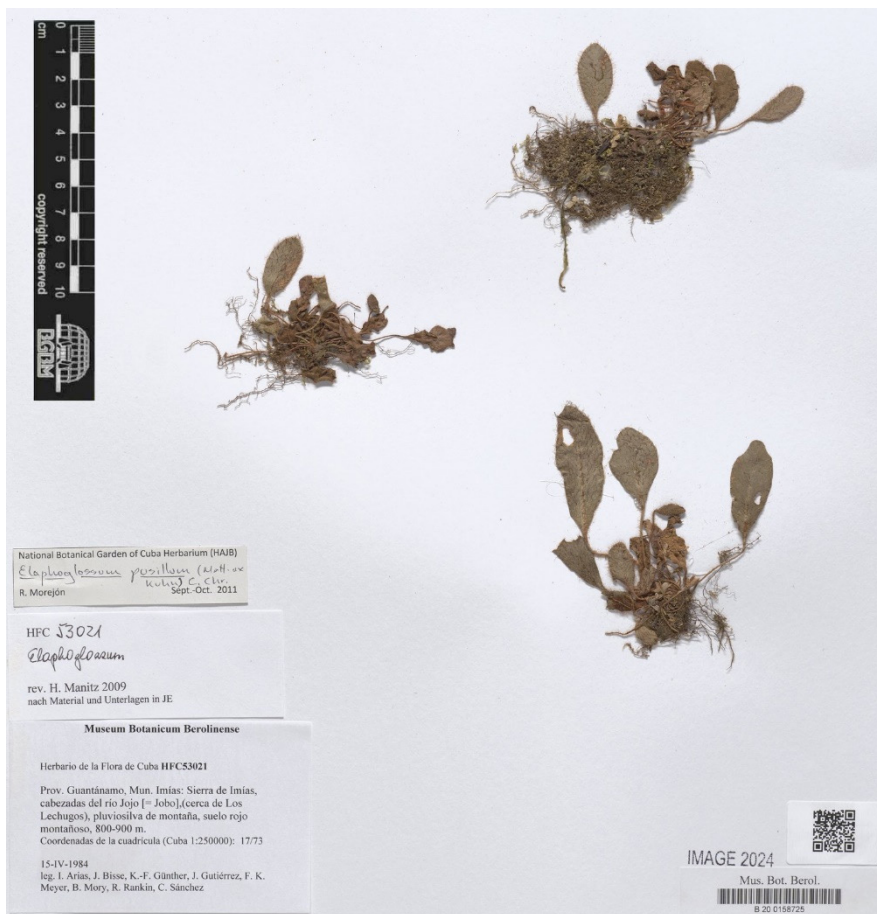 cm
0
1
2
3
4
5
6
7
8
9
10
copyright reserved
BGBM
National Botanical Garden of Cuba Herbarium (HAJB)
Elaphoglossum pusillum (Mett. ex
Kuhn) C. Chr.
R. Morejón Sept.-Oct. 2011
HFC 53021
Elaphoglossum
rev. H. Manitz 2009
nach Material und Unterlagen in JE
Museum Botanicum Berolinense
Herbario de la Flora de Cuba HFC53021
Prov. Guantánamo, Mun. Imías: Sierra de Imías,
cabezadas del río Jojo [= Jobo],(cerca de Los
Lechugos), pluviosilva de montaña, suelo rojo
montañoso, 800-900 m.
Coordenadas de la cuadrícula (Cuba 1:250000): 17/73
15-IV-1984
leg. I. Arias, J. Bisse, K.-F. Günther, J. Gutiérrez, F. K.
Meyer, B. Mory, R. Rankin, C. Sánchez
IMAGE 2024
Mus. Bot. Berol.
B 20 0158725